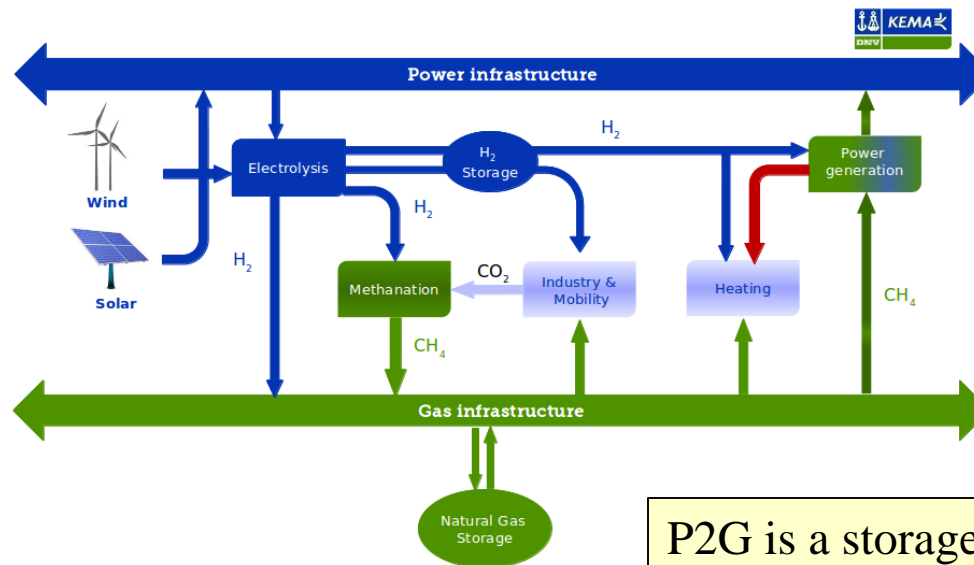 KEMA
DNV
Power infrastructure
H₂
Wind
Electrolysis
H₂
Storage
Power
generation
H₂
H₂
Solar
Methanation
CO₂
Industry &
Mobility
Heating
CH₄
CH₄
Gas infrastructure
Natural Gas
Storage
P2G is a storage